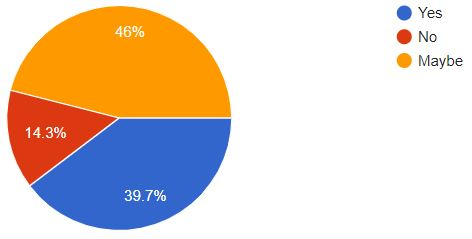 46%
14.3%
39.7%
Yes
No
Maybe